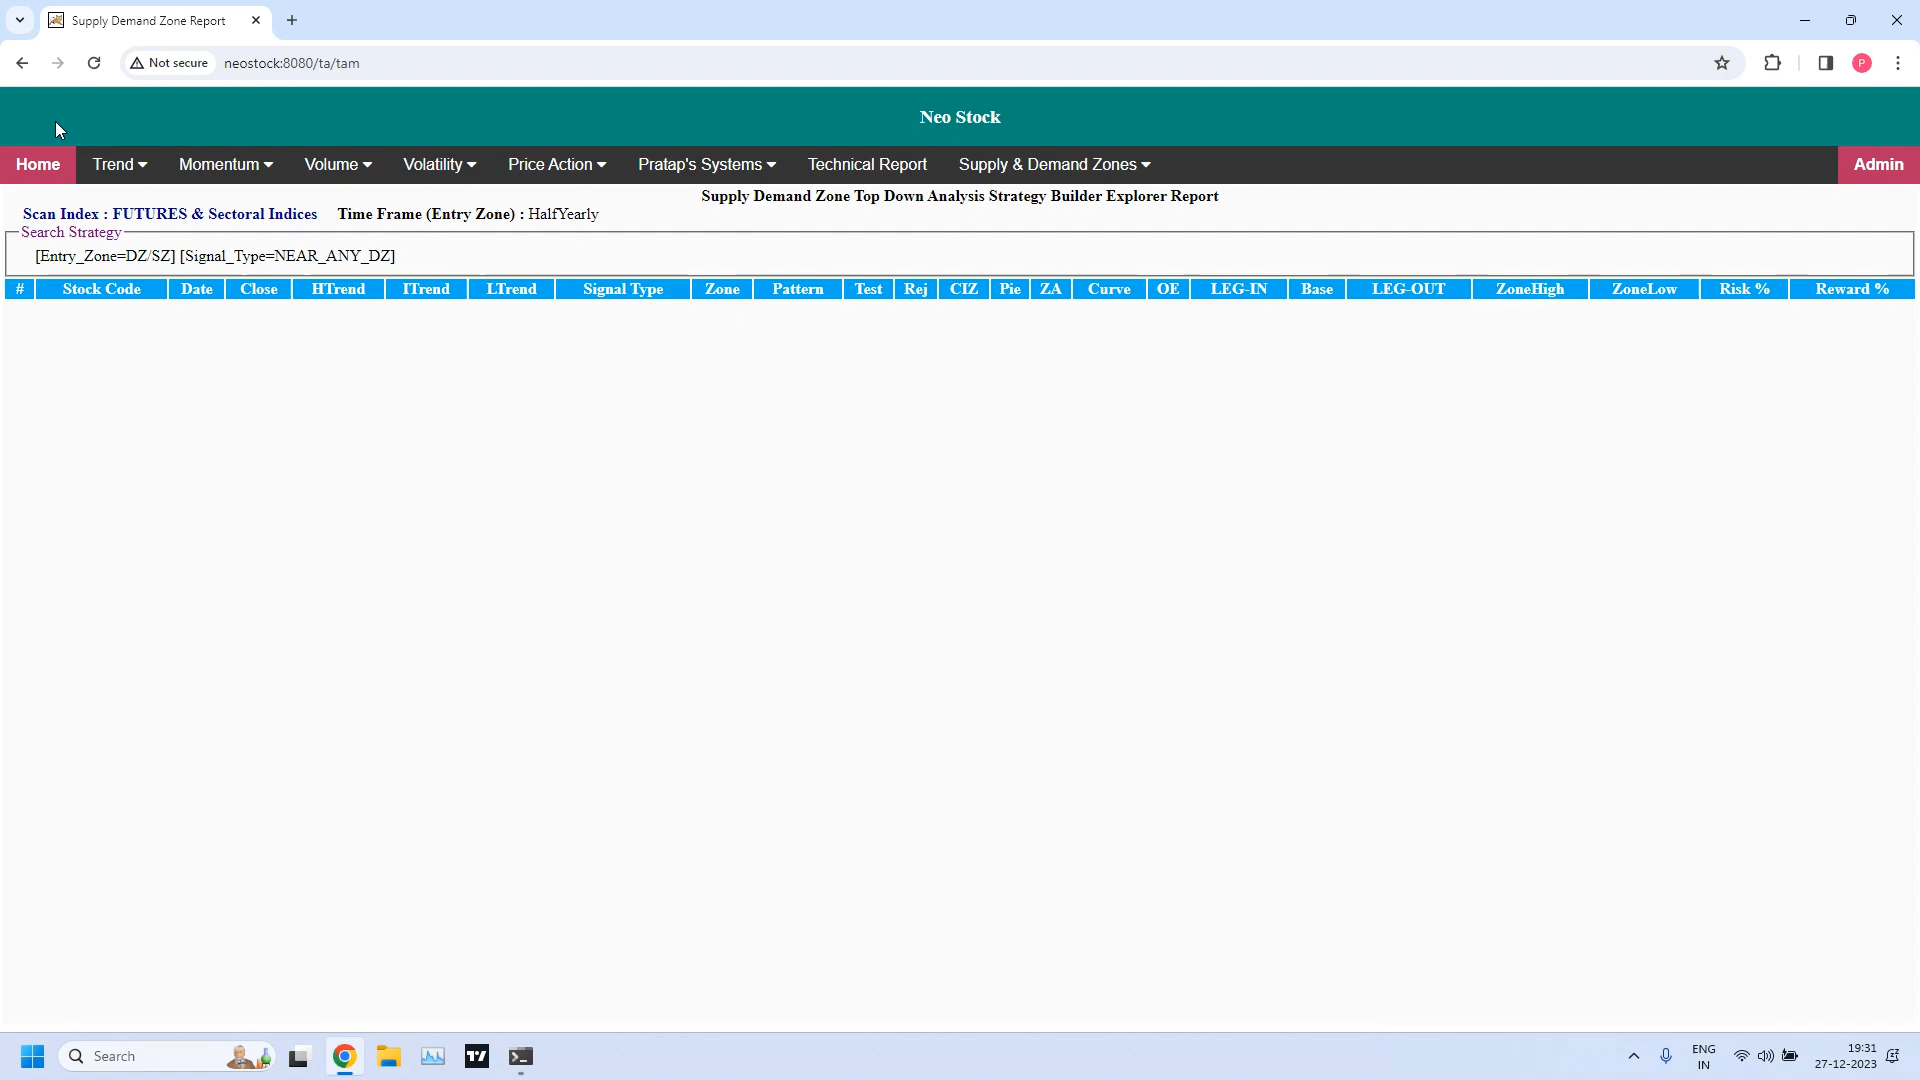 Supply Demand Zone Report
Not secure
neostock:8080/ta/tam
P
Neo Stock
Home Trend Momentum Volume Volatility Price Action Pratap's Systems Technical Report Supply & Demand Zones Admin
Supply Demand Zone Top Down Analysis Strategy Builder Explorer Report
Scan Index : FUTURES & Sectoral Indices Time Frame (Entry Zone) : HalfYearly
Search Strategy
[Entry_Zone=DZ/SZ] [Signal_Type=NEAR_ANY_DZ]
# Stock Code Date Close HTrend ITrend LTrend Signal Type Zone Pattern Test Rej CIZ Pie ZA Curve OE LEG-IN Base LEG-OUT ZoneHigh ZoneLow Risk % Reward %
Search
ENG
IN
19:31
27-12-2023